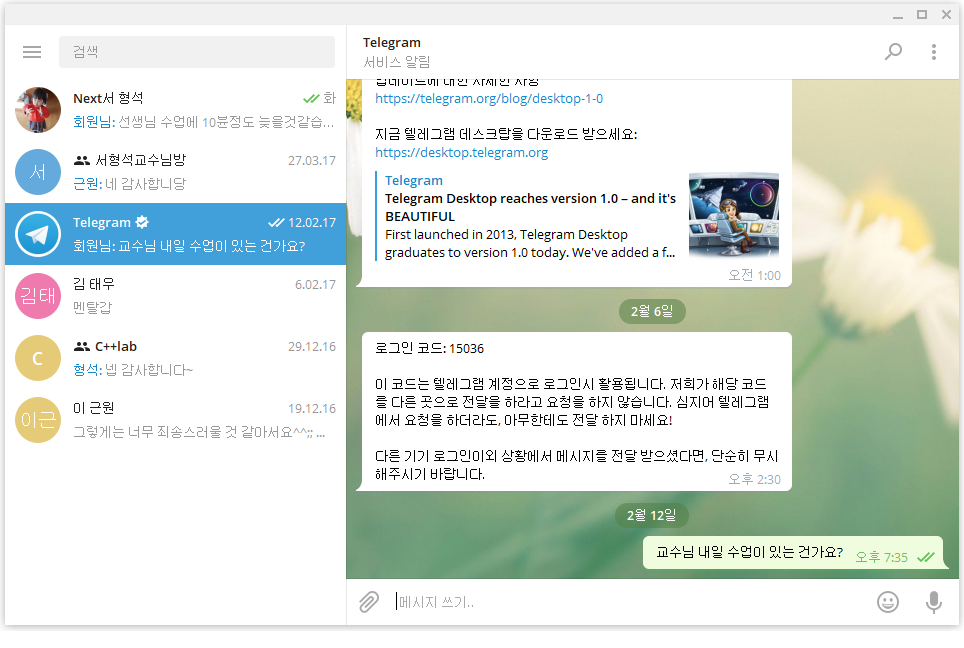 검색
Next서 형석
화
회원님: 선생님 수업에 10분정도 늦을것같습...
서형석교수님방
27.03.17
근원: 네 감사합니당
Telegram
12.02.17
회원님: 교수님 내일 수업이 있는 건가요?
김태
김 태우
6.02.17
멘탈갑
C
C++lab
29.12.16
형석: 넵 감사합니다~
이근
이 근원
19.12.16
그렇게는 너무 죄송스러울 것 같아서요^^;; ...
서
Telegram
서비스 알림
업데이트에 대한 자세한 사항
https://telegram.org/blog/desktop-1-0
지금 텔레그램 데스크탑을 다운로드 받으세요:
https://desktop.telegram.org
Telegram
Telegram Desktop reaches version 1.0 – and it's
BEAUTIFUL
First launched in 2013, Telegram Desktop
graduates to version 1.0 today. We've added a f...
오전 1:00
2월 6일
로그인 코드: 15036
이 코드는 텔레그램 계정으로 로그인시 활용됩니다. 저희가 해당 코드
를 다른 곳으로 전달을 하라고 요청을 하지 않습니다. 심지어 텔레그램
에서 요청을 하더라도, 아무한테도 전달 하지 마세요!
다른 기기 로그인이외 상황에서 메시지를 전달 받으셨다면, 단순히 무시
해주시기 바랍니다.
오후 2:30
2월 12일
교수님 내일 수업이 있는 건가요?
오후 7:35
메시지 쓰기..